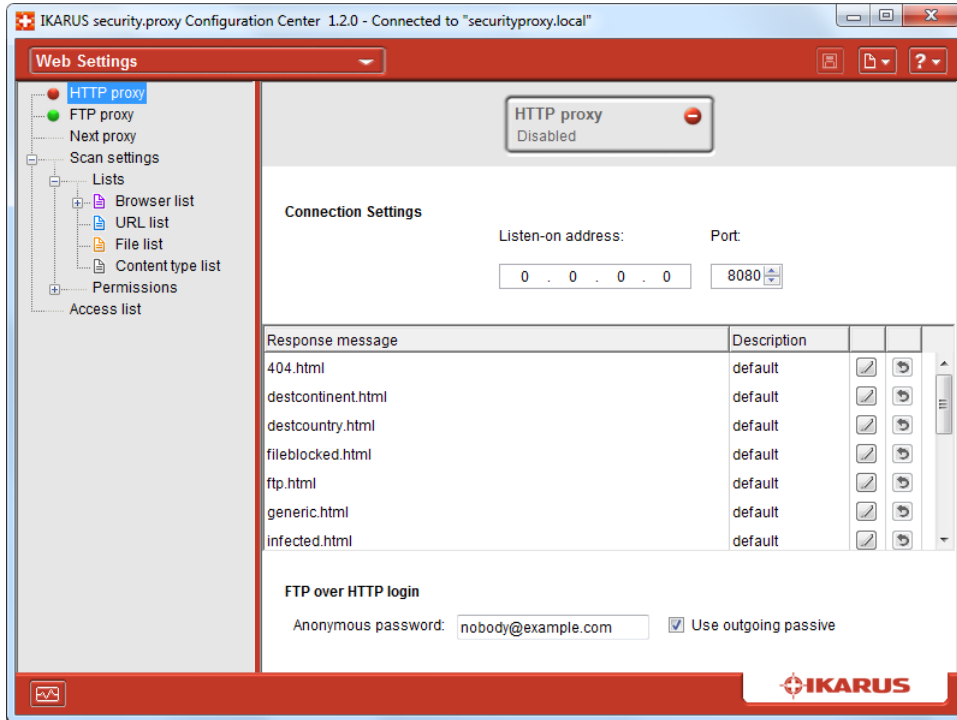 IKARUS security.proxy Configuration Center 1.2.0 - Connected to "securityproxy.local"
Web Settings
?
HTTP proxy
FTP proxy
Next proxy
Scan settings
Lists
Browser list
URL list
File list
Content type list
Permissions
Access list
HTTP proxy
Disabled
Connection Settings
Listen-on address: Port:
0 . 0 . 0 . 0 8080
Response message Description
404.html default
destcontinent.html default
destcountry.html default
fileblocked.html default
ftp.html default
generic.html default
infected.html default
FTP over HTTP login
Anonymous password: nobody@example.com Use outgoing passive
IKARUS